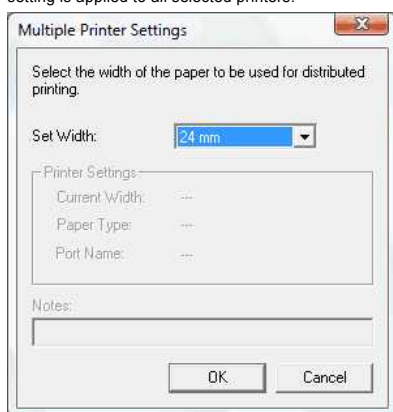 setting is applied to all selected printers.
Multiple Printer Settings
Select the width of the paper to be used for distributed
printing.
Set Width: 24 mm
Printer Settings
Current Width: ---
Paper Type: ---
Port Name: ---
Notes:
OK Cancel